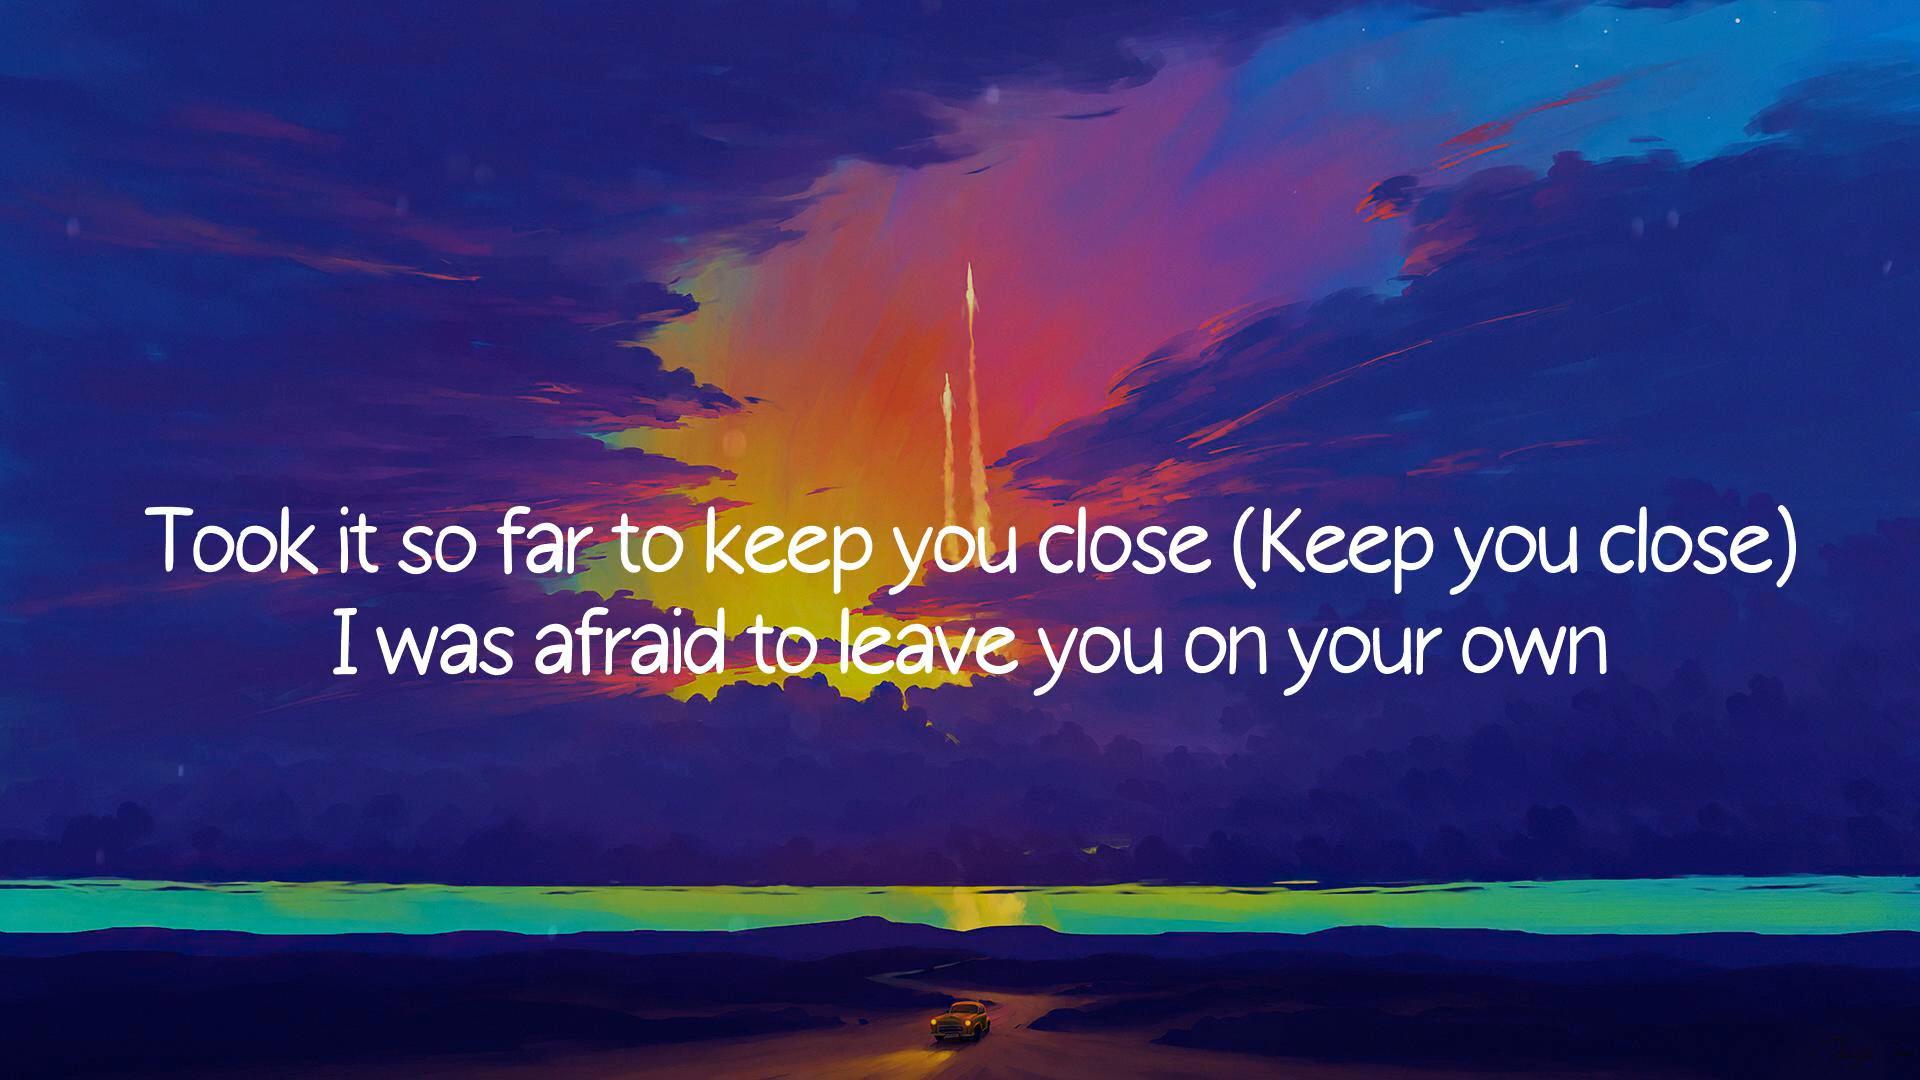 Took it so far to keep you close (Keep you close)
I was afraid to leave you on your own